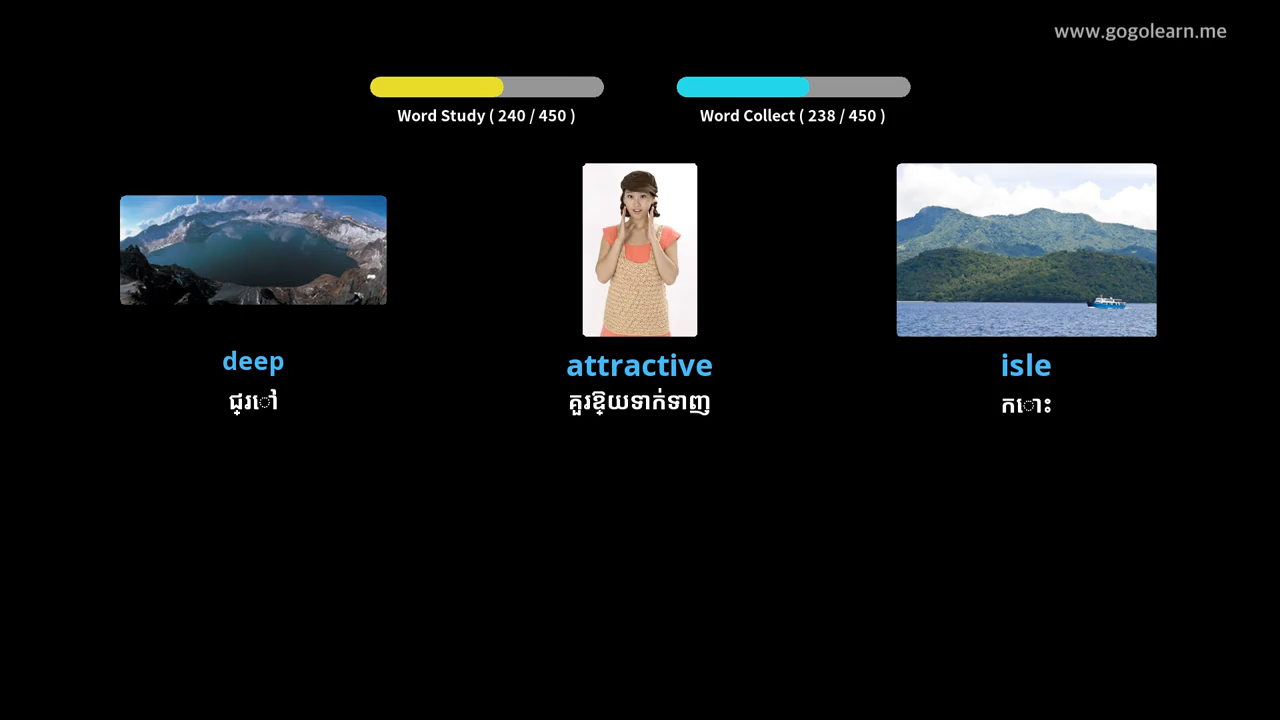 www.gogolearn.me
Word Study ( 240 / 450 )
Word Collect ( 238 / 450 )
deep
attractive
isle
ជ្រៅ
គួរឱ្យទាក់ទាញ
កោះ